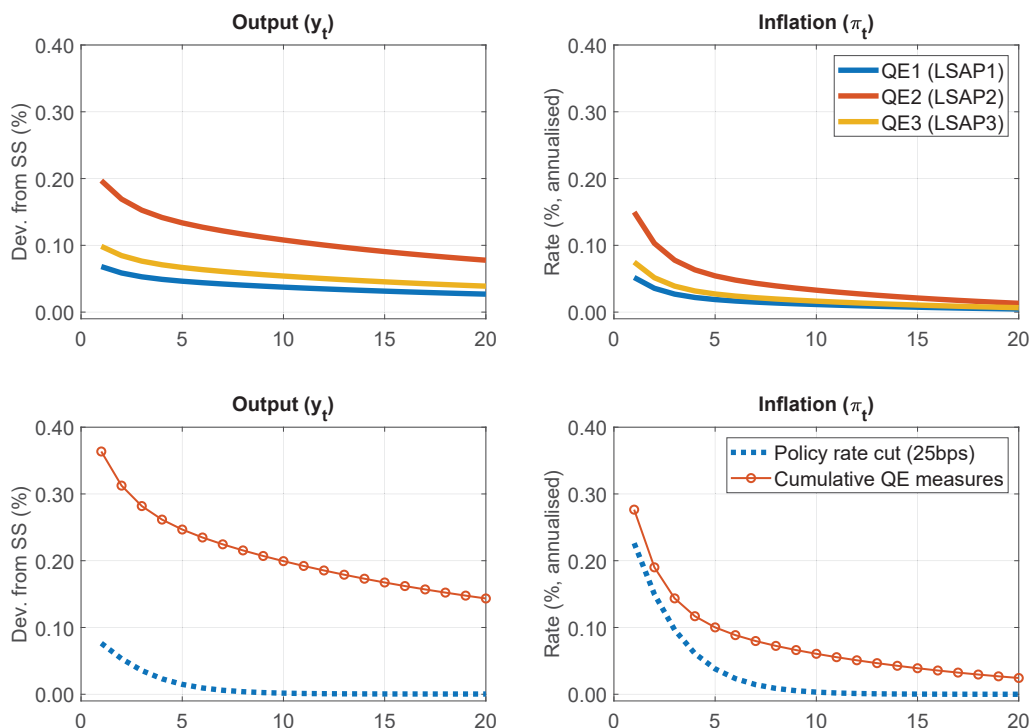 Output (y_t)
Dev. from SS (%)
0.40
0.30
0.20
0.10
0.00
0 5 10 15 20
Inflation (π_t)
Rate (%, annualised)
0.40
0.30
0.20
0.10
0.00
0 5 10 15 20
QE1 (LSAP1)
QE2 (LSAP2)
QE3 (LSAP3)
Output (y_t)
Dev. from SS (%)
0.40
0.30
0.20
0.10
0.00
0 5 10 15 20
Inflation (π_t)
Rate (%, annualised)
0.40
0.30
0.20
0.10
0.00
0 5 10 15 20
Policy rate cut (25bps)
Cumulative QE measures